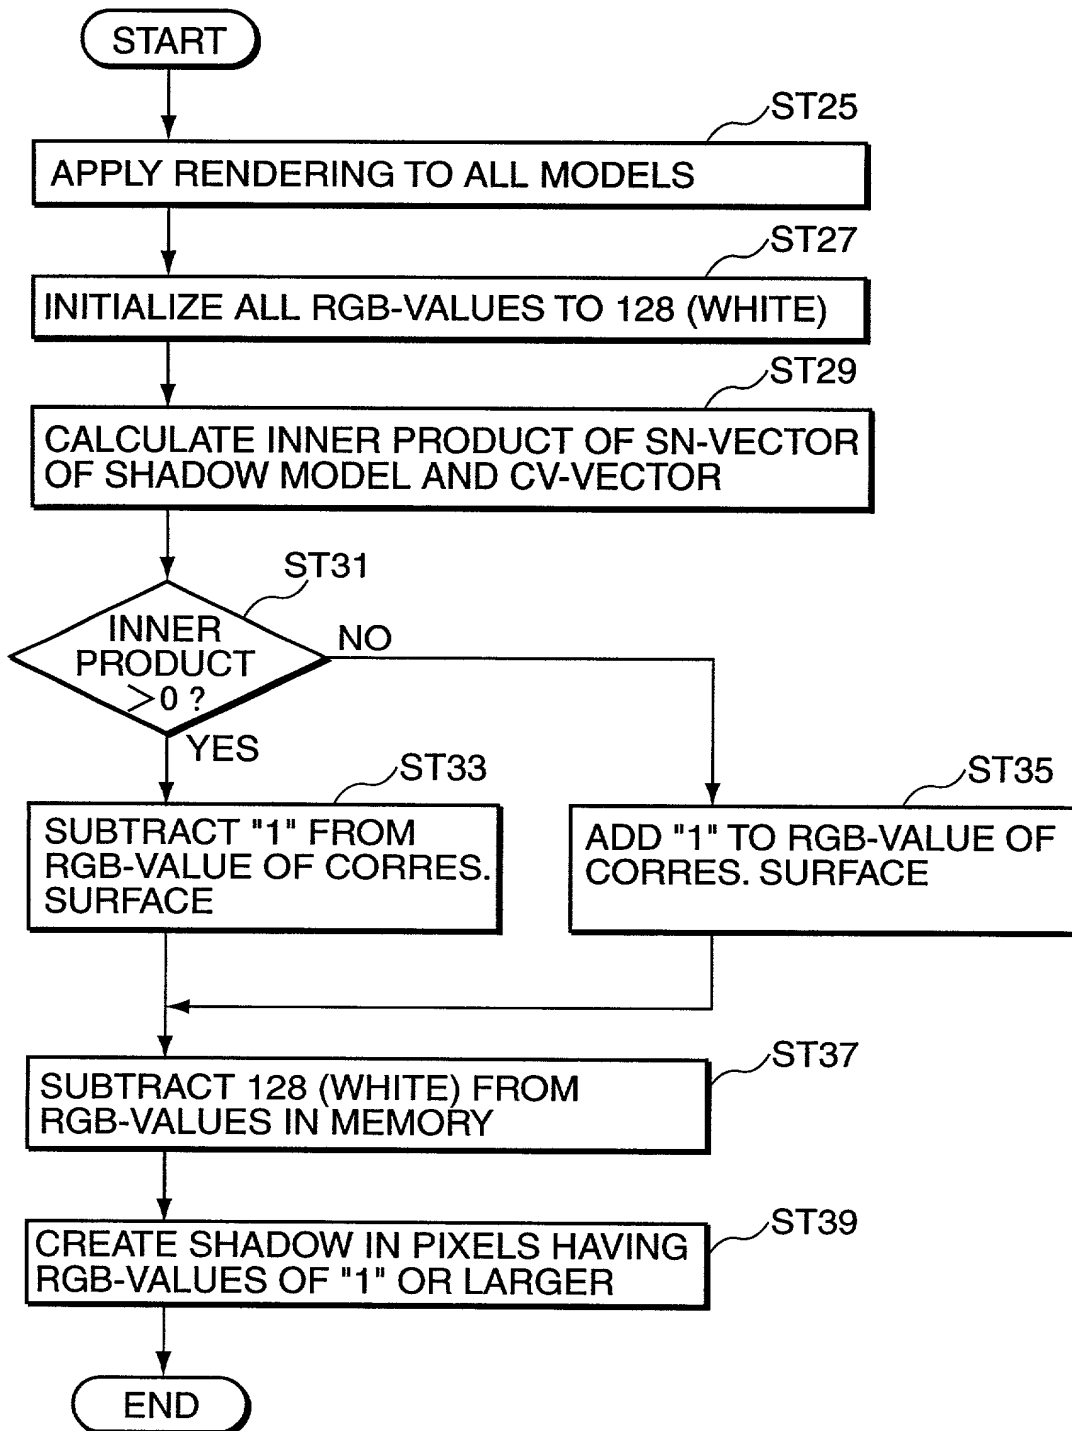 START
ST25
APPLY RENDERING TO ALL MODELS
ST27
INITIALIZE ALL RGB-VALUES TO 128 (WHITE)
ST29
CALCULATE INNER PRODUCT OF SN-VECTOR
OF SHADOW MODEL AND CV-VECTOR
ST31
INNER
PRODUCT
>0 ?
NO
YES
ST33
SUBTRACT "1" FROM
RGB-VALUE OF CORRES.
SURFACE
ST35
ADD "1" TO RGB-VALUE OF
CORRES. SURFACE
ST37
SUBTRACT 128 (WHITE) FROM
RGB-VALUES IN MEMORY
ST39
CREATE SHADOW IN PIXELS HAVING
RGB-VALUES OF "1" OR LARGER
END